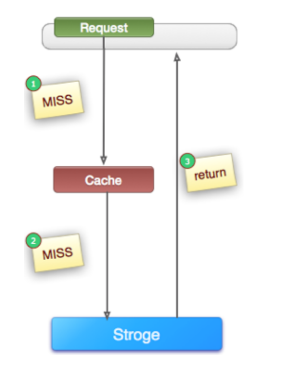 Request
1
MISS
Cache
3
return
2
MISS
Stroge